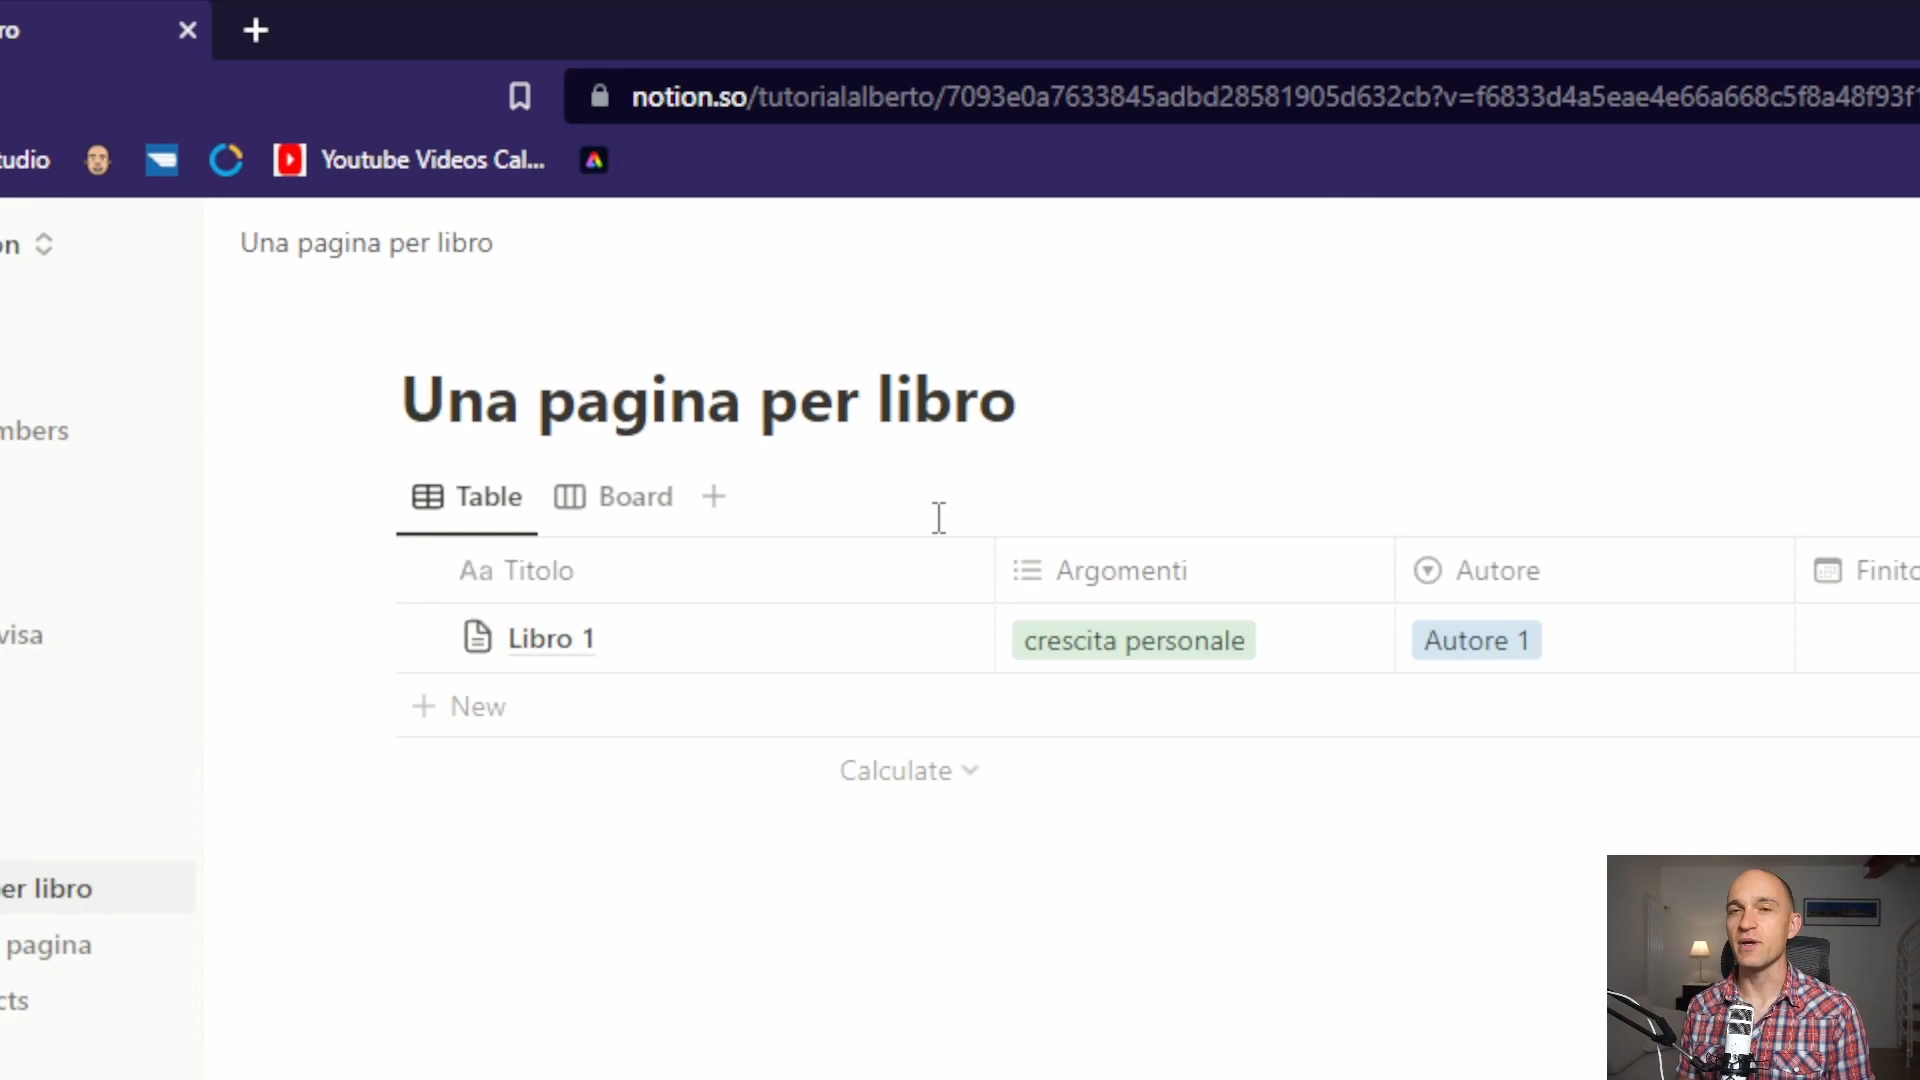 ro
notion.so/tutorialalberto/7093e0a7633845adbd28581905d632cb?v=f6833d4a5eae4e66a668c5f8a48f93f
tudio
Youtube Videos Cal...
on
Una pagina per libro
Una pagina per libro
mbers
Table
Board
Aa Titolo
Argomenti
Autore
Finito
Libro 1
crescita personale
Autore 1
visa
New
Calculate
er libro
pagina
cts